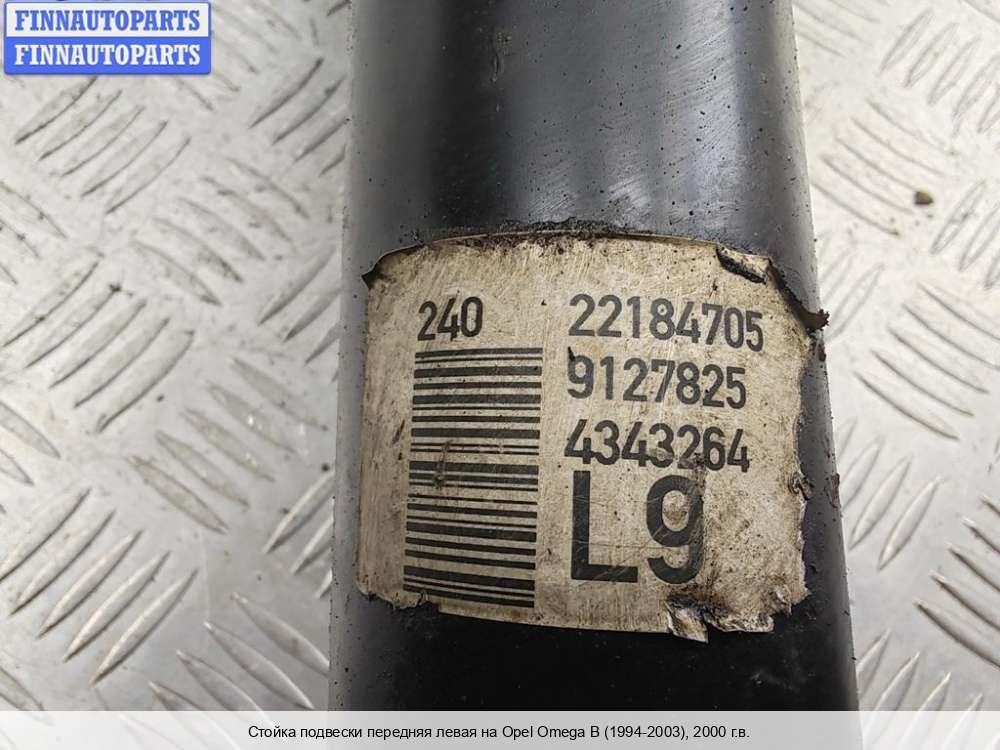 FINNAUTOPARTS
FINNAUTOPARTS
240 22184705
9127825
4343264
L9
Стойка подвески передняя левая на Opel Omega B (1994-2003), 2000 г.в.